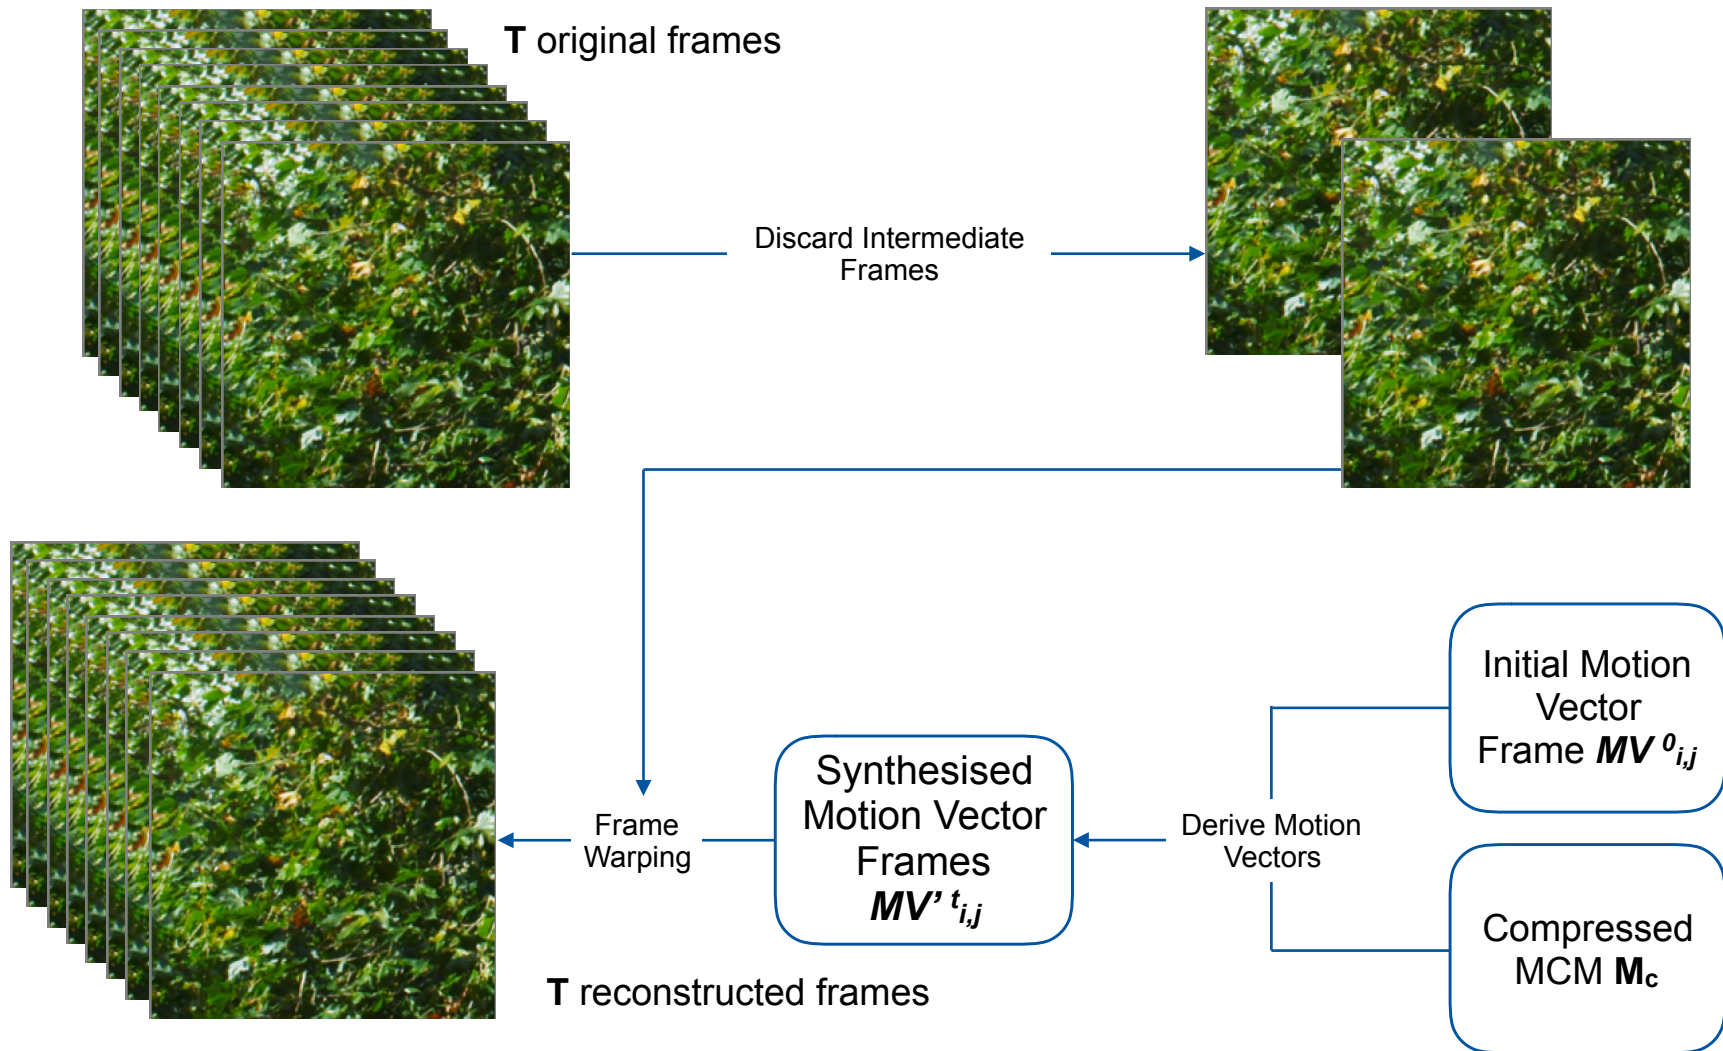 T original frames
Discard Intermediate
Frames
Initial Motion
Vector
Frame MV 0i,j
Synthesised
Motion Vector
Frames
MV’ ti,j
Frame
Warping
Derive Motion
Vectors
Compressed
MCM Mc
T reconstructed frames